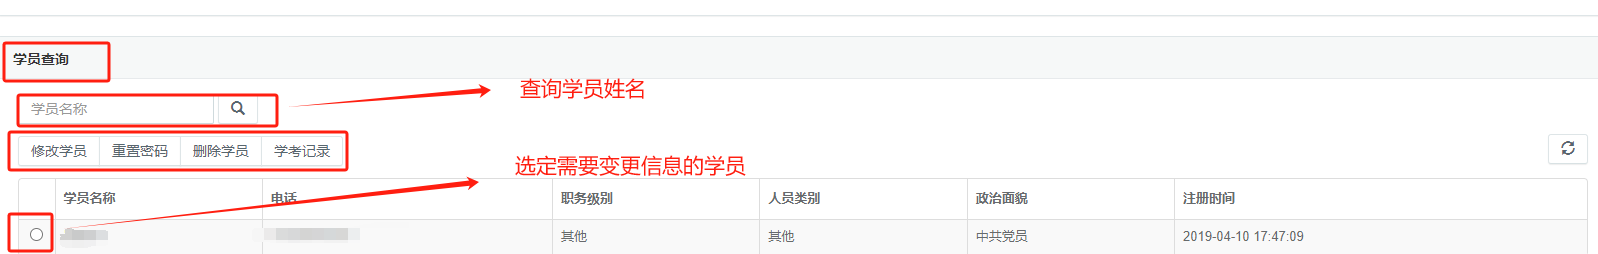 学员查询
学员名称
查询学员姓名
修改学员 重置密码 删除学员 学考记录
选定需要变更信息的学员
学员名称 电话 职务级别 人员类别 政治面貌 注册时间
其他 其他 中共党员 2019-04-10 17:47:09